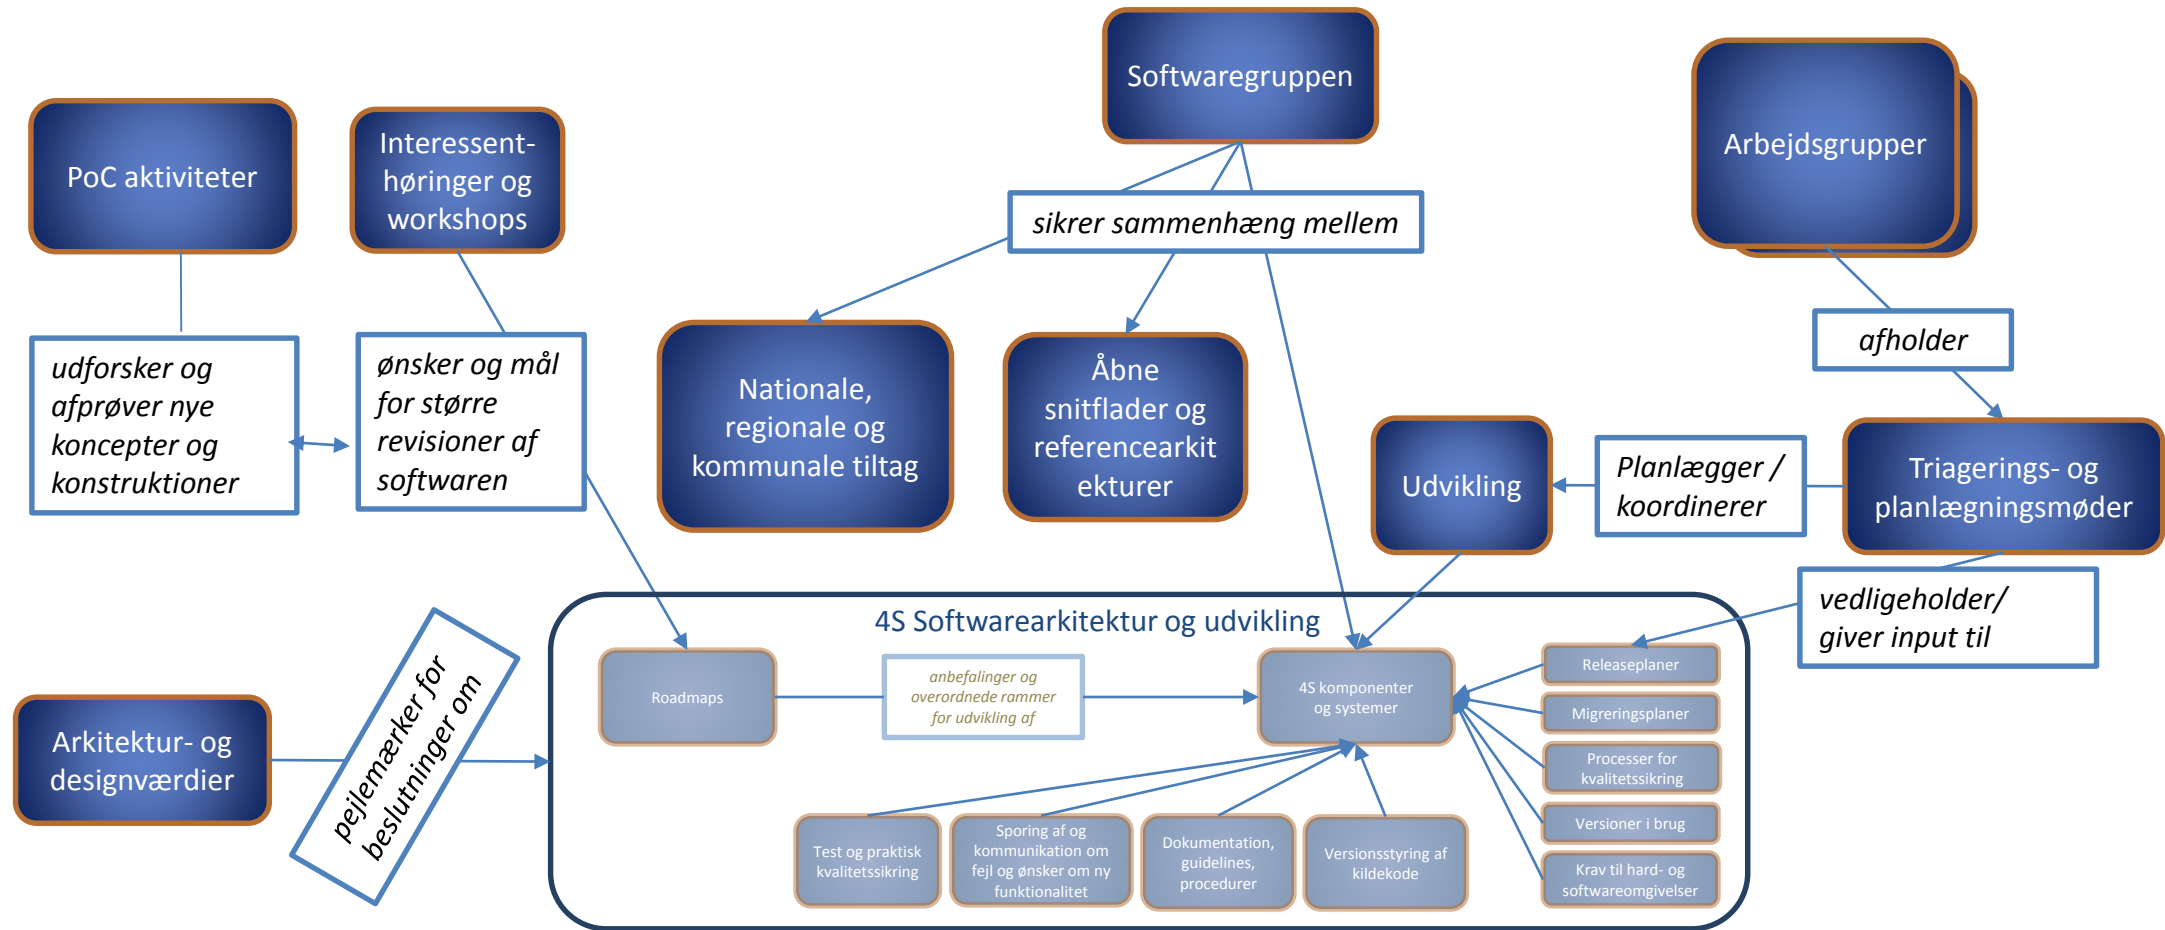 Softwaregruppen
Arbejdsgrupper
PoC aktiviteter
Interessent-
høringer og
workshops
sikrer sammenhæng mellem
afholder
udforsker og
afprøver nye
koncepter og
konstruktioner
ønsker og mål
for større
revisioner af
softwaren
Nationale,
regionale og
kommunale tiltag
Åbne
snitflader og
referencearkit
ekturer
Udvikling
Planlægger /
koordinerer
Triagerings- og
planlægningsmøder
vedligeholder/
giver input til
4S Softwarearkitektur og udvikling
Arkitektur- og
designværdier
pejlemærker for
beslutninger om
Roadmaps
anbefalinger og
overordnede rammer
for udvikling af
4S komponenter
og systemer
Releaseplaner
Migreringsplaner
Processer for
kvalitetssikring
Versioner i brug
Krav til hard- og
softwareomgivelser
Test og praktisk
kvalitetssikring
Sporing af og
kommunikation om
fejl og ønsker om ny
funktionalitet
Dokumentation,
guidelines,
procedurer
Versionsstyring af
kildekode